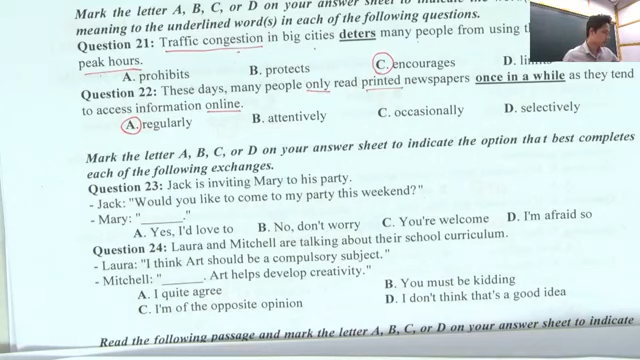 Mark the letter A, B, C, or D on your answer sheet to indicate the
meaning to the underlined word(s) in each of the following questions.
Question 21: Traffic congestion in big cities deters many people from using
peak hours.
A. prohibits B. protects C. encourages D.
Question 22: These days, many people only read printed newspapers once in a while as they tend
to access information online.
A. regularly B. attentively C. occasionally D. selectively
Mark the letter A, B, C, or D on your answer sheet to indicate the option that best completes
each of the following exchanges.
Question 23: Jack is inviting Mary to his party.
- Jack: "Would you like to come to my party this weekend?"
- Mary: "______."
A. Yes, I'd love to B. No, don't worry C. You're welcome D. I'm afraid so
Question 24: Laura and Mitchell are talking about their school curriculum.
- Laura: "I think Art should be a compulsory subject."
- Mitchell: "______. Art helps develop creativity."
A. I quite agree B. You must be kidding
C. I'm of the opposite opinion D. I don't think that's a good idea
Read the following passage and mark the letter A, B, C, or D on your answer sheet to indicate